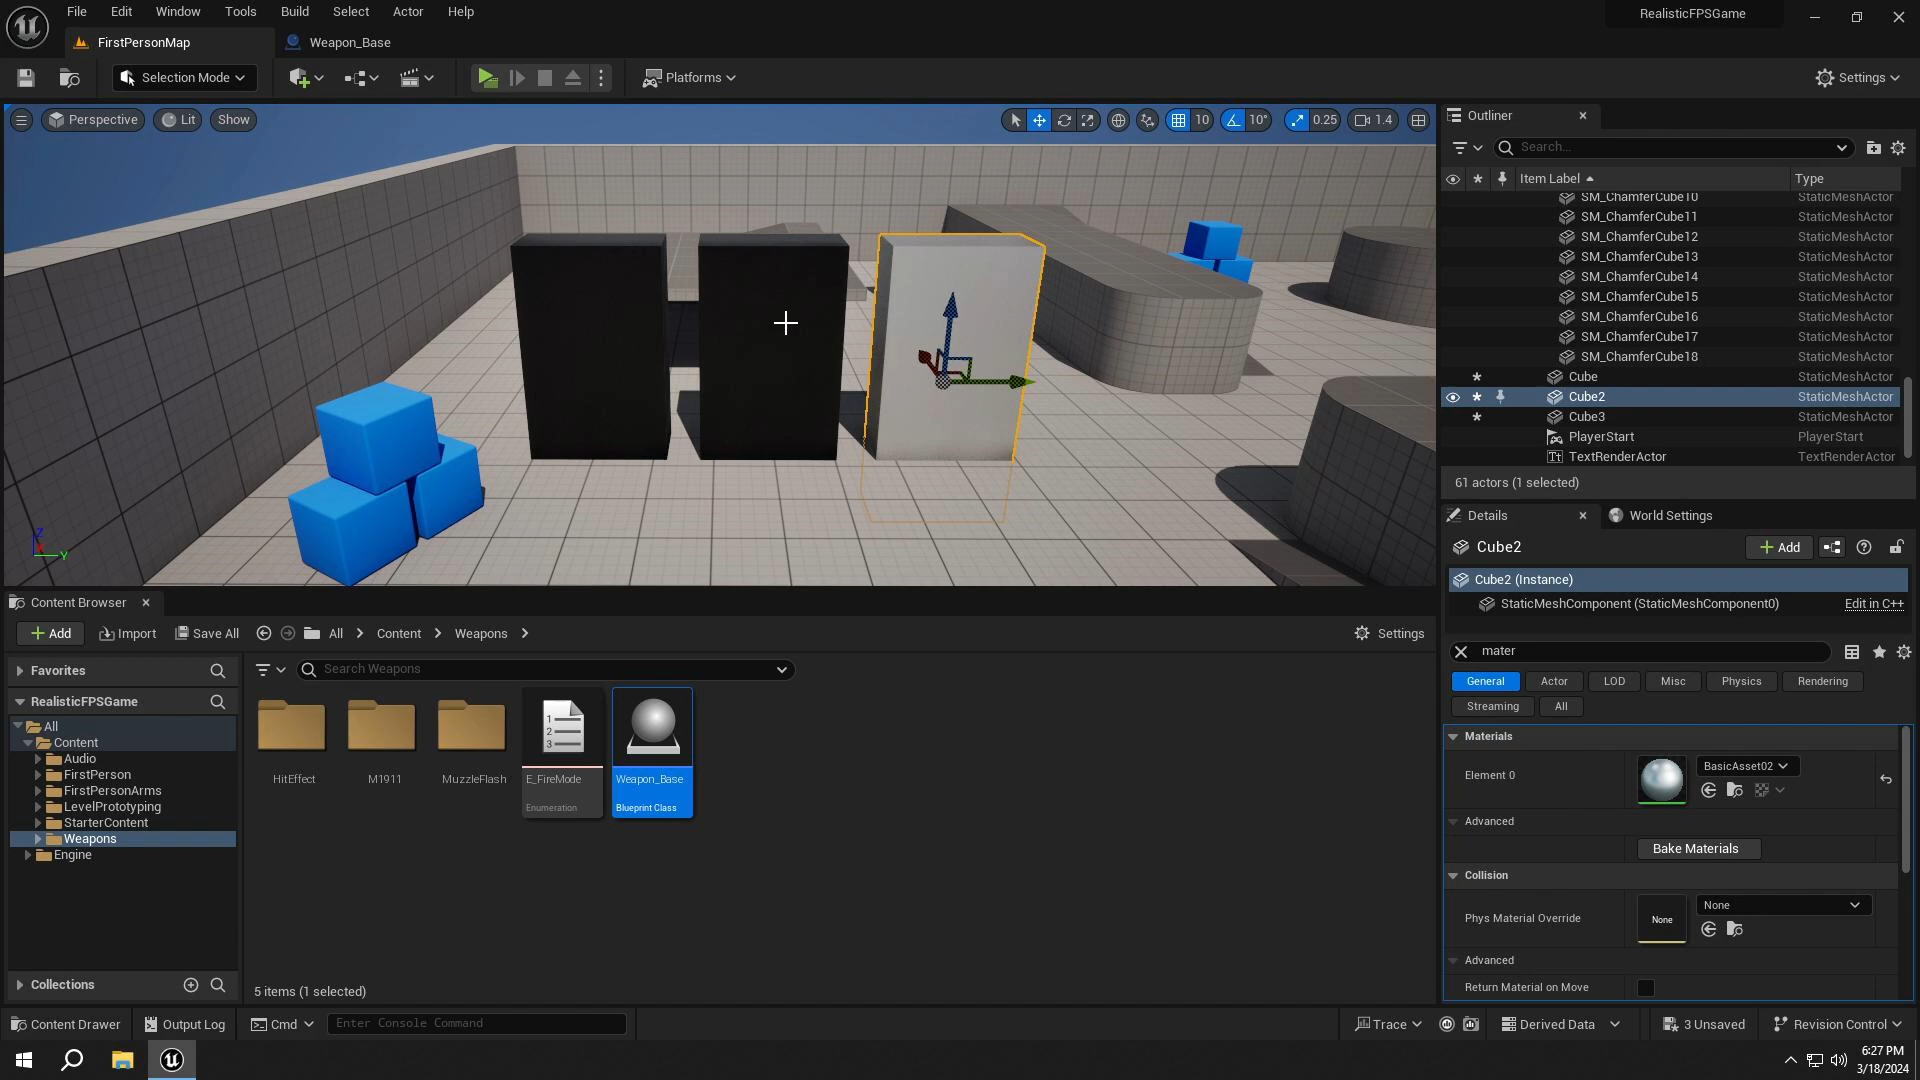 File Edit Window Tools Build Select Actor Help
RealisticFPSGame
FirstPersonMap
Weapon_Base
Selection Mode
Platforms
Settings
Perspective
Lit
Show
10
10°
0.25
1.4
Z
Y
Outliner
Search...
Item Label
Type
SM_ChamferCube10 StaticMeshActor
SM_ChamferCube11 StaticMeshActor
SM_ChamferCube12 StaticMeshActor
SM_ChamferCube13 StaticMeshActor
SM_ChamferCube14 StaticMeshActor
SM_ChamferCube15 StaticMeshActor
SM_ChamferCube16 StaticMeshActor
SM_ChamferCube17 StaticMeshActor
SM_ChamferCube18 StaticMeshActor
Cube StaticMeshActor
Cube2 StaticMeshActor
Cube3 StaticMeshActor
PlayerStart PlayerStart
Tt TextRenderActor TextRenderActor
61 actors (1 selected)
Details
World Settings
Cube2
Add
Cube2 (Instance)
StaticMeshComponent (StaticMeshComponent0) Edit in C++
mater
General Actor LOD Misc Physics Rendering
Streaming All
Materials
Element 0
BasicAsset02
Advanced
Bake Materials
Collision
Phys Material Override
None
None
Advanced
Return Material on Move
Content Browser
Add Import Save All All Content Weapons Settings
Favorites
Search Weapons
RealisticFPSGame
All
Content
Audio
FirstPerson
FirstPersonArms
LevelPrototyping
StarterContent
Weapons
Engine
Collections
HitEffect
M1911
MuzzleFlash
1
2
3
E_FireMode
Enumeration
Weapon_Base
Blueprint Class
5 items (1 selected)
Content Drawer Output Log Cmd Enter Console Command
Trace Derived Data 3 Unsaved Revision Control
6:27 PM
3/18/2024